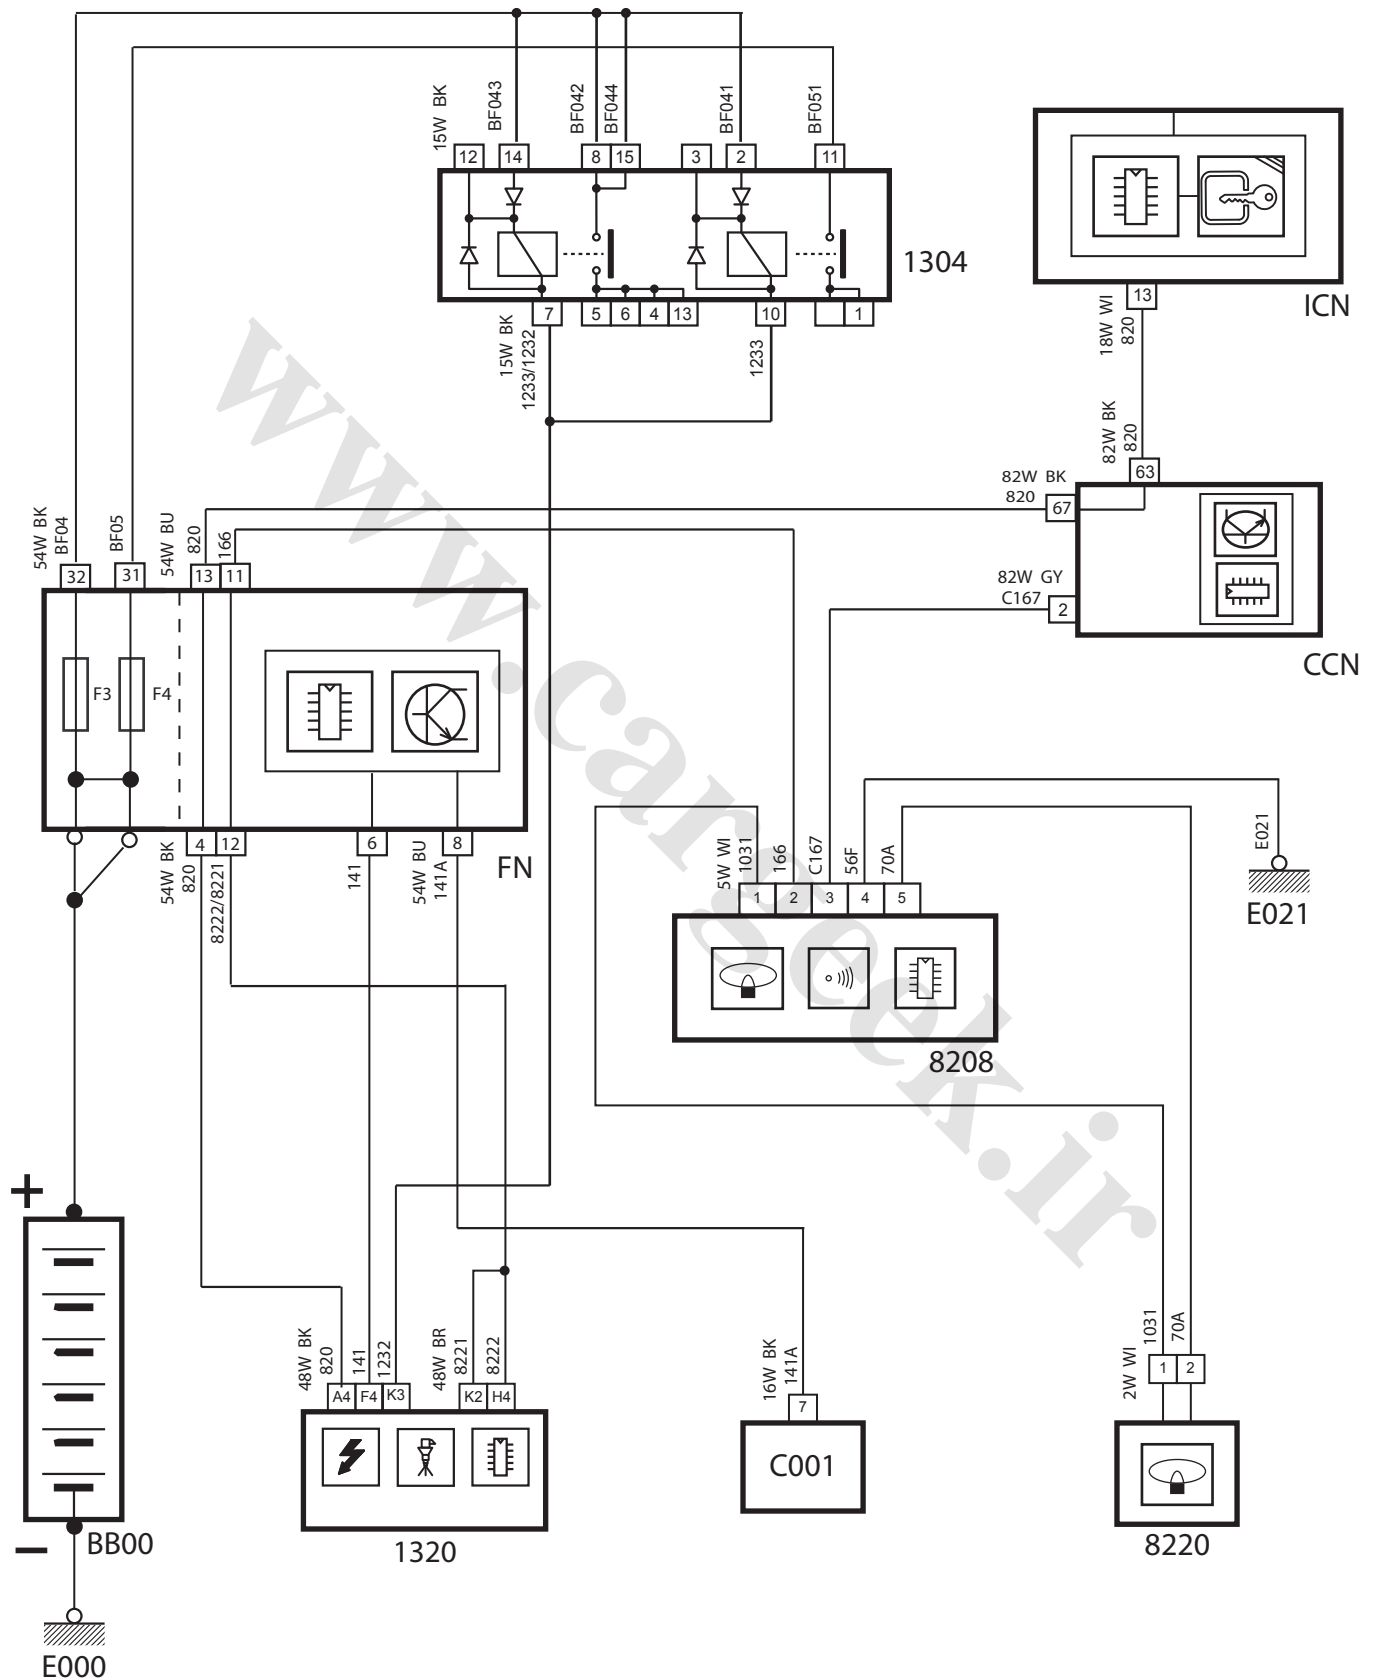 15W BK
BF043
BF042
BF044
BF041
BF051
12
14
8
15
3
2
11
1304
7
5
6
4
13
10
1
15W BK
1233/1232
1233
ICN
13
18W WI
820
82W BK
820
63
82W BK
820
67
82W GY
C167
2
CCN
54W BK
BF04
BF05
54W BU
820
166
32
31
13
11
F3
F4
4
12
6
8
FN
54W BK
820
8222/8221
141
54W BU
141A
5W WI
1031
166
C167
56F
70A
1
2
3
4
5
8208
E021
E021
+
BB00
–
E000
48W BK
820
141
1232
48W BR
8221
8222
A4
F4
K3
K2
H4
1320
16W BK
141A
7
C001
2W WI
1031
70A
1
2
8220
www.cargeek.ir